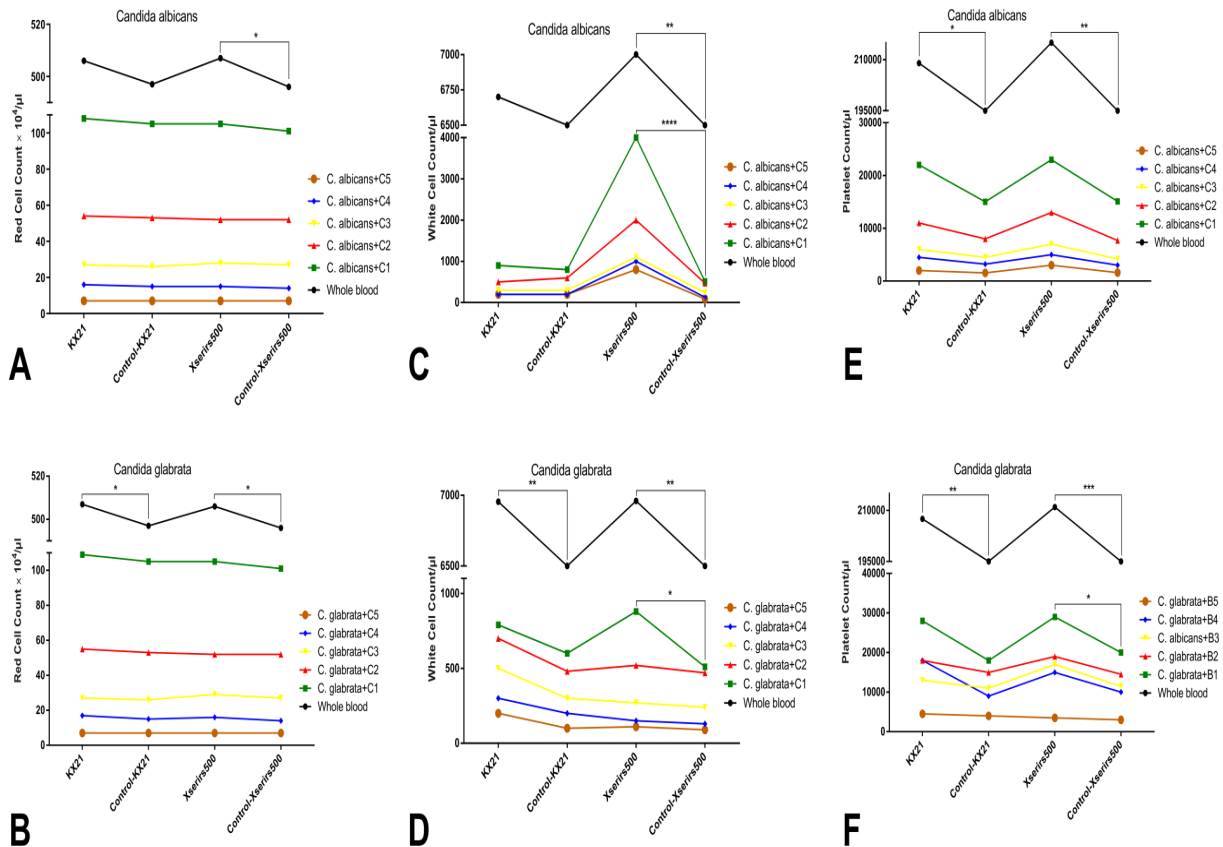 Candida albicans
520
500
100
80
60
40
20
0
Red Cell Count × 10⁴/µl
* 
C. albicans+C5
C. albicans+C4
C. albicans+C3
C. albicans+C2
C. albicans+C1
Whole blood
KX21
Control-KX21
Xserirs500
Control-Xserirs500
A
Candida albicans
7000
6750
6500
4000
3000
2000
1000
0
White Cell Count/µl
**
****
C. albicans+C5
C. albicans+C4
C. albicans+C3
C. albicans+C2
C. albicans+C1
Whole blood
KX21
Control-KX21
Xserirs500
Control-Xserirs500
C
Candida albicans
210000
195000
30000
20000
10000
0
Platelet Count/µl
*
**
C. albicans+C5
C. albicans+C4
C. albicans+C3
C. albicans+C2
C. albicans+C1
Whole blood
KX21
Control-KX21
Xserirs500
Control-Xserirs500
E
Candida glabrata
520
500
100
80
60
40
20
0
Red Cell Count × 10⁴/µl
*
*
C. glabrata+C5
C. glabrata+C4
C. glabrata+C3
C. glabrata+C2
C. glabrata+C1
Whole blood
KX21
Control-KX21
Xserirs500
Control-Xserirs500
B
Candida glabrata
7000
6500
1000
500
0
White Cell Count/µl
**
**
*
C. glabrata+C5
C. glabrata+C4
C. glabrata+C3
C. glabrata+C2
C. glabrata+C1
Whole blood
KX21
Control-KX21
Xserirs500
Control-Xserirs500
D
Candida glabrata
210000
195000
40000
30000
20000
10000
0
Platelet Count/µl
**
***
*
C. glabrata+B5
C. glabrata+B4
C. albicans+B3
C. glabrata+B2
C. glabrata+B1
Whole blood
KX21
Control-KX21
Xserirs500
Control-Xserirs500
F